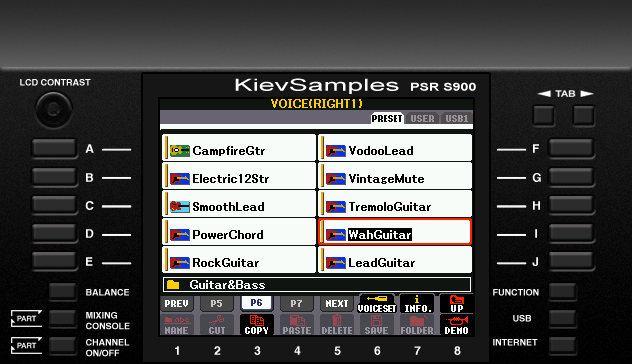 LCD CONTRAST
KievSamples PSR S900
TAB
VOICE(RIGHT1)
PRESET USER USB1
A CampfireGtr VodooLead F
B Electric12Str VintageMute G
C SmoothLead TremoloGuitar H
D PowerChord WahGuitar I
E RockGuitar LeadGuitar J
Guitar&Bass
BALANCE FUNCTION
PREV P5 P6 P7 NEXT VOICESET INFO. UP
PART MIXING CONSOLE USB
NAME CUT COPY PASTE DELETE SAVE FOLDER DEMO
PART CHANNEL ON/OFF INTERNET
1 2 3 4 5 6 7 8